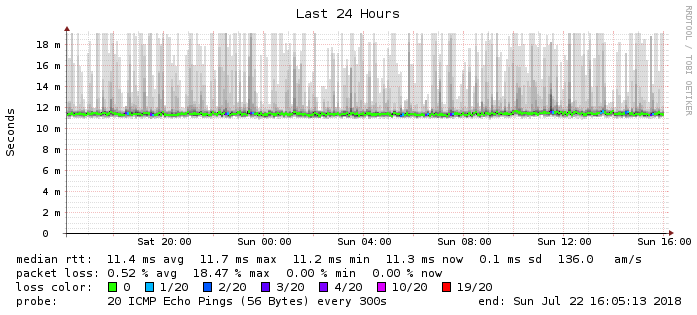 Last 24 Hours
RRDTOOL / TOBI OETIKER
Seconds
18 m
16 m
14 m
12 m
10 m
8 m
6 m
4 m
2 m
0
Sat 20:00 Sun 00:00 Sun 04:00 Sun 08:00 Sun 12:00 Sun 16:00
median rtt: 11.4 ms avg 11.7 ms max 11.2 ms min 11.3 ms now 0.1 ms sd 136.0 am/s
packet loss: 0.52 % avg 18.47 % max 0.00 % min 0.00 % now
loss color: 0 1/20 2/20 3/20 4/20 10/20 19/20
probe: 20 ICMP Echo Pings (56 Bytes) every 300s end: Sun Jul 22 16:05:13 2018